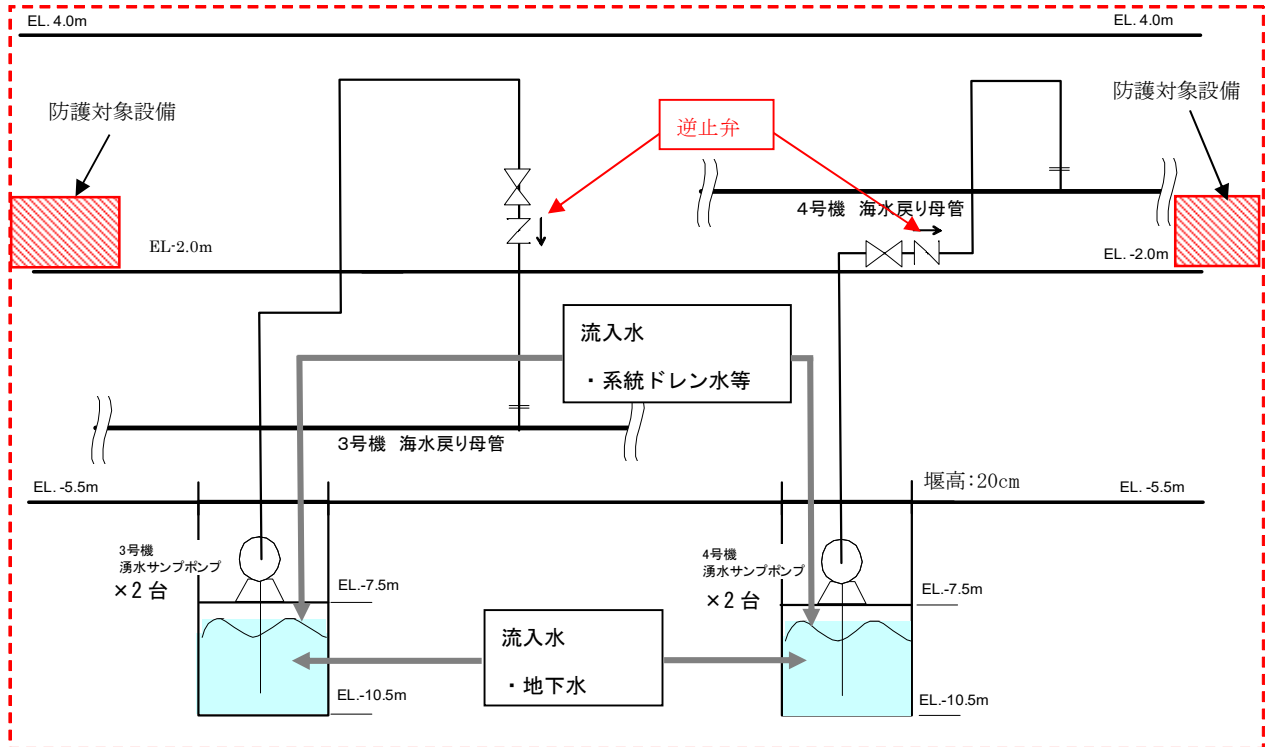 EL. 4.0m
EL. 4.0m
防護対象設備
逆止弁
防護対象設備
4号機 海水戻り母管
EL-2.0m
EL. -2.0m
流入水
・系統ドレン水等
3号機 海水戻り母管
EL. -5.5m
堰高:20cm
EL. -5.5m
3号機
湧水サンプポンプ
×2 台
4号機
湧水サンプポンプ
×2 台
EL.-7.5m
EL.-7.5m
流入水
・地下水
EL.-10.5m
EL.-10.5m